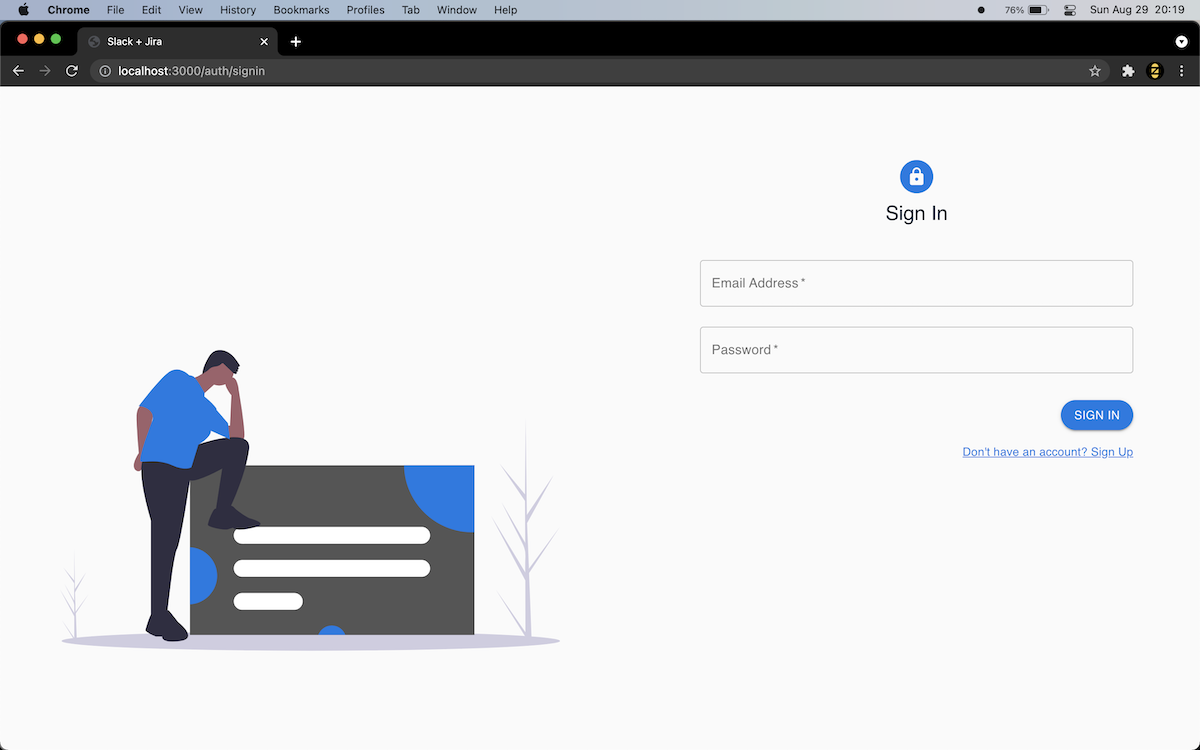 Chrome File Edit View History Bookmarks Profiles Tab Window Help 76% Sun Aug 29 20:19
Slack + Jira
localhost:3000/auth/signin
Sign In
Email Address *
Password *
SIGN IN
Don't have an account? Sign Up